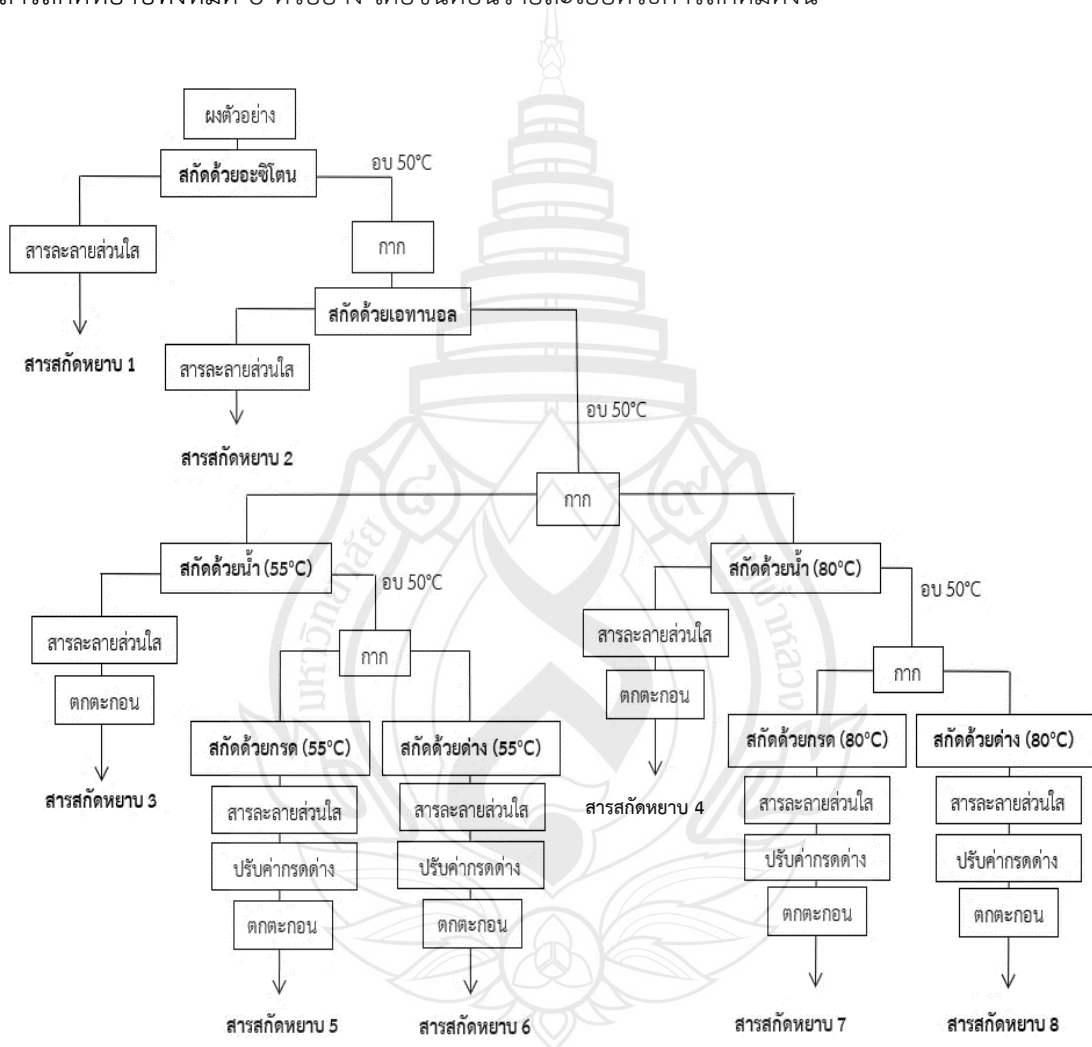 ผงตัวอย่าง
สกัดด้วยอะซิโตน
อบ 50°C
สารละลายส่วนใส
กาก
สกัดด้วยเอทานอล
สารสกัดหยาบ 1
สารละลายส่วนใส
อบ 50°C
สารสกัดหยาบ 2
กาก
สกัดด้วยน้ำ (55°C)
อบ 50°C
สกัดด้วยน้ำ (80°C)
อบ 50°C
สารละลายส่วนใส
กาก
สารละลายส่วนใส
กาก
ตกตะกอน
ตกตะกอน
สกัดด้วยกรด (55°C)
สกัดด้วยด่าง (55°C)
สกัดด้วยกรด (80°C)
สกัดด้วยด่าง (80°C)
สารสกัดหยาบ 3
สารละลายส่วนใส
สารละลายส่วนใส
สารสกัดหยาบ 4
สารละลายส่วนใส
สารละลายส่วนใส
ปรับค่ากรดด่าง
ปรับค่ากรดด่าง
ปรับค่ากรดด่าง
ปรับค่ากรดด่าง
ตกตะกอน
ตกตะกอน
ตกตะกอน
ตกตะกอน
สารสกัดหยาบ 5
สารสกัดหยาบ 6
สารสกัดหยาบ 7
สารสกัดหยาบ 8
มหาวิทยาลัย
แม่ฟ้าหลวง